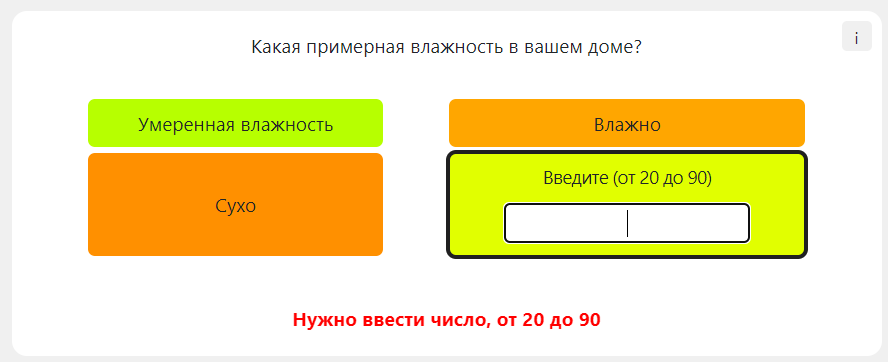 Какая примерная влажность в вашем доме?
i
Умеренная влажность
Влажно
Сухо
Введите (от 20 до 90)
Нужно ввести число, от 20 до 90